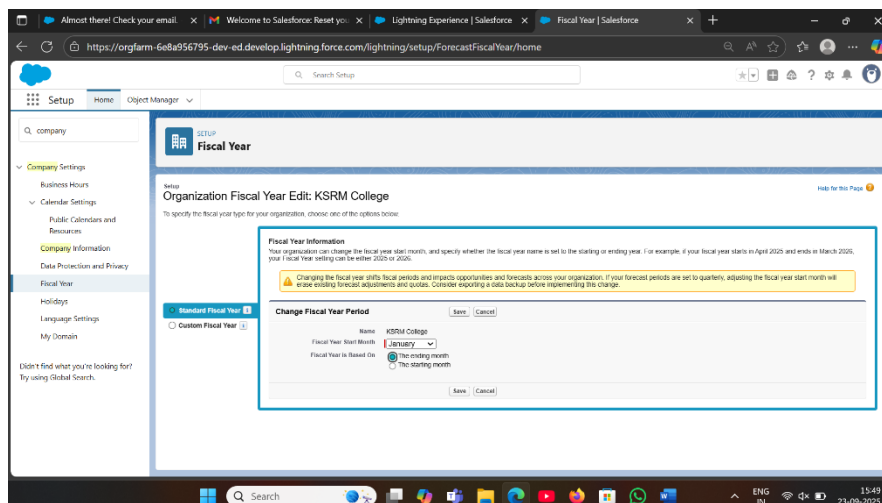 Almost there! Check your email.
Welcome to Salesforce: Reset you
Lightning Experience | Salesforce
Fiscal Year | Salesforce
https://orgfarm-6e8a956795-dev-ed.develop.lightning.force.com/lightning/setup/ForecastFiscalYear/home
Search Setup
Setup
Home
Object Manager
company
SETUP
Fiscal Year
Company Settings
Business Hours
Calendar Settings
Public Calendars and
Resources
Company Information
Data Protection and Privacy
Fiscal Year
Holidays
Language Settings
My Domain
Didn't find what you're looking for?
Try using Global Search.
Setup
Organization Fiscal Year Edit: KSRM College
Help for this Page
To specify the fiscal year type for your organization, choose one of the options below.
Standard Fiscal Year
Custom Fiscal Year
Fiscal Year Information
Your organization can change the fiscal year start month, and specify whether the fiscal year name is set to the starting or ending year. For example, if your fiscal year starts in April 2025 and ends in March 2026,
your Fiscal Year setting can be either 2025 or 2026.
Changing the fiscal year shifts fiscal periods and impacts opportunities and forecasts across your organization. If your forecast periods are set to quarterly, adjusting the fiscal year start month will
erase existing forecast adjustments and quotas. Consider exporting a data backup before implementing this change.
Change Fiscal Year Period
Save Cancel
Name KSRM College
Fiscal Year Start Month January
Fiscal Year is Based On The ending month
The starting month
Save Cancel
Search
ENG
IN
15:49
23-09-2025